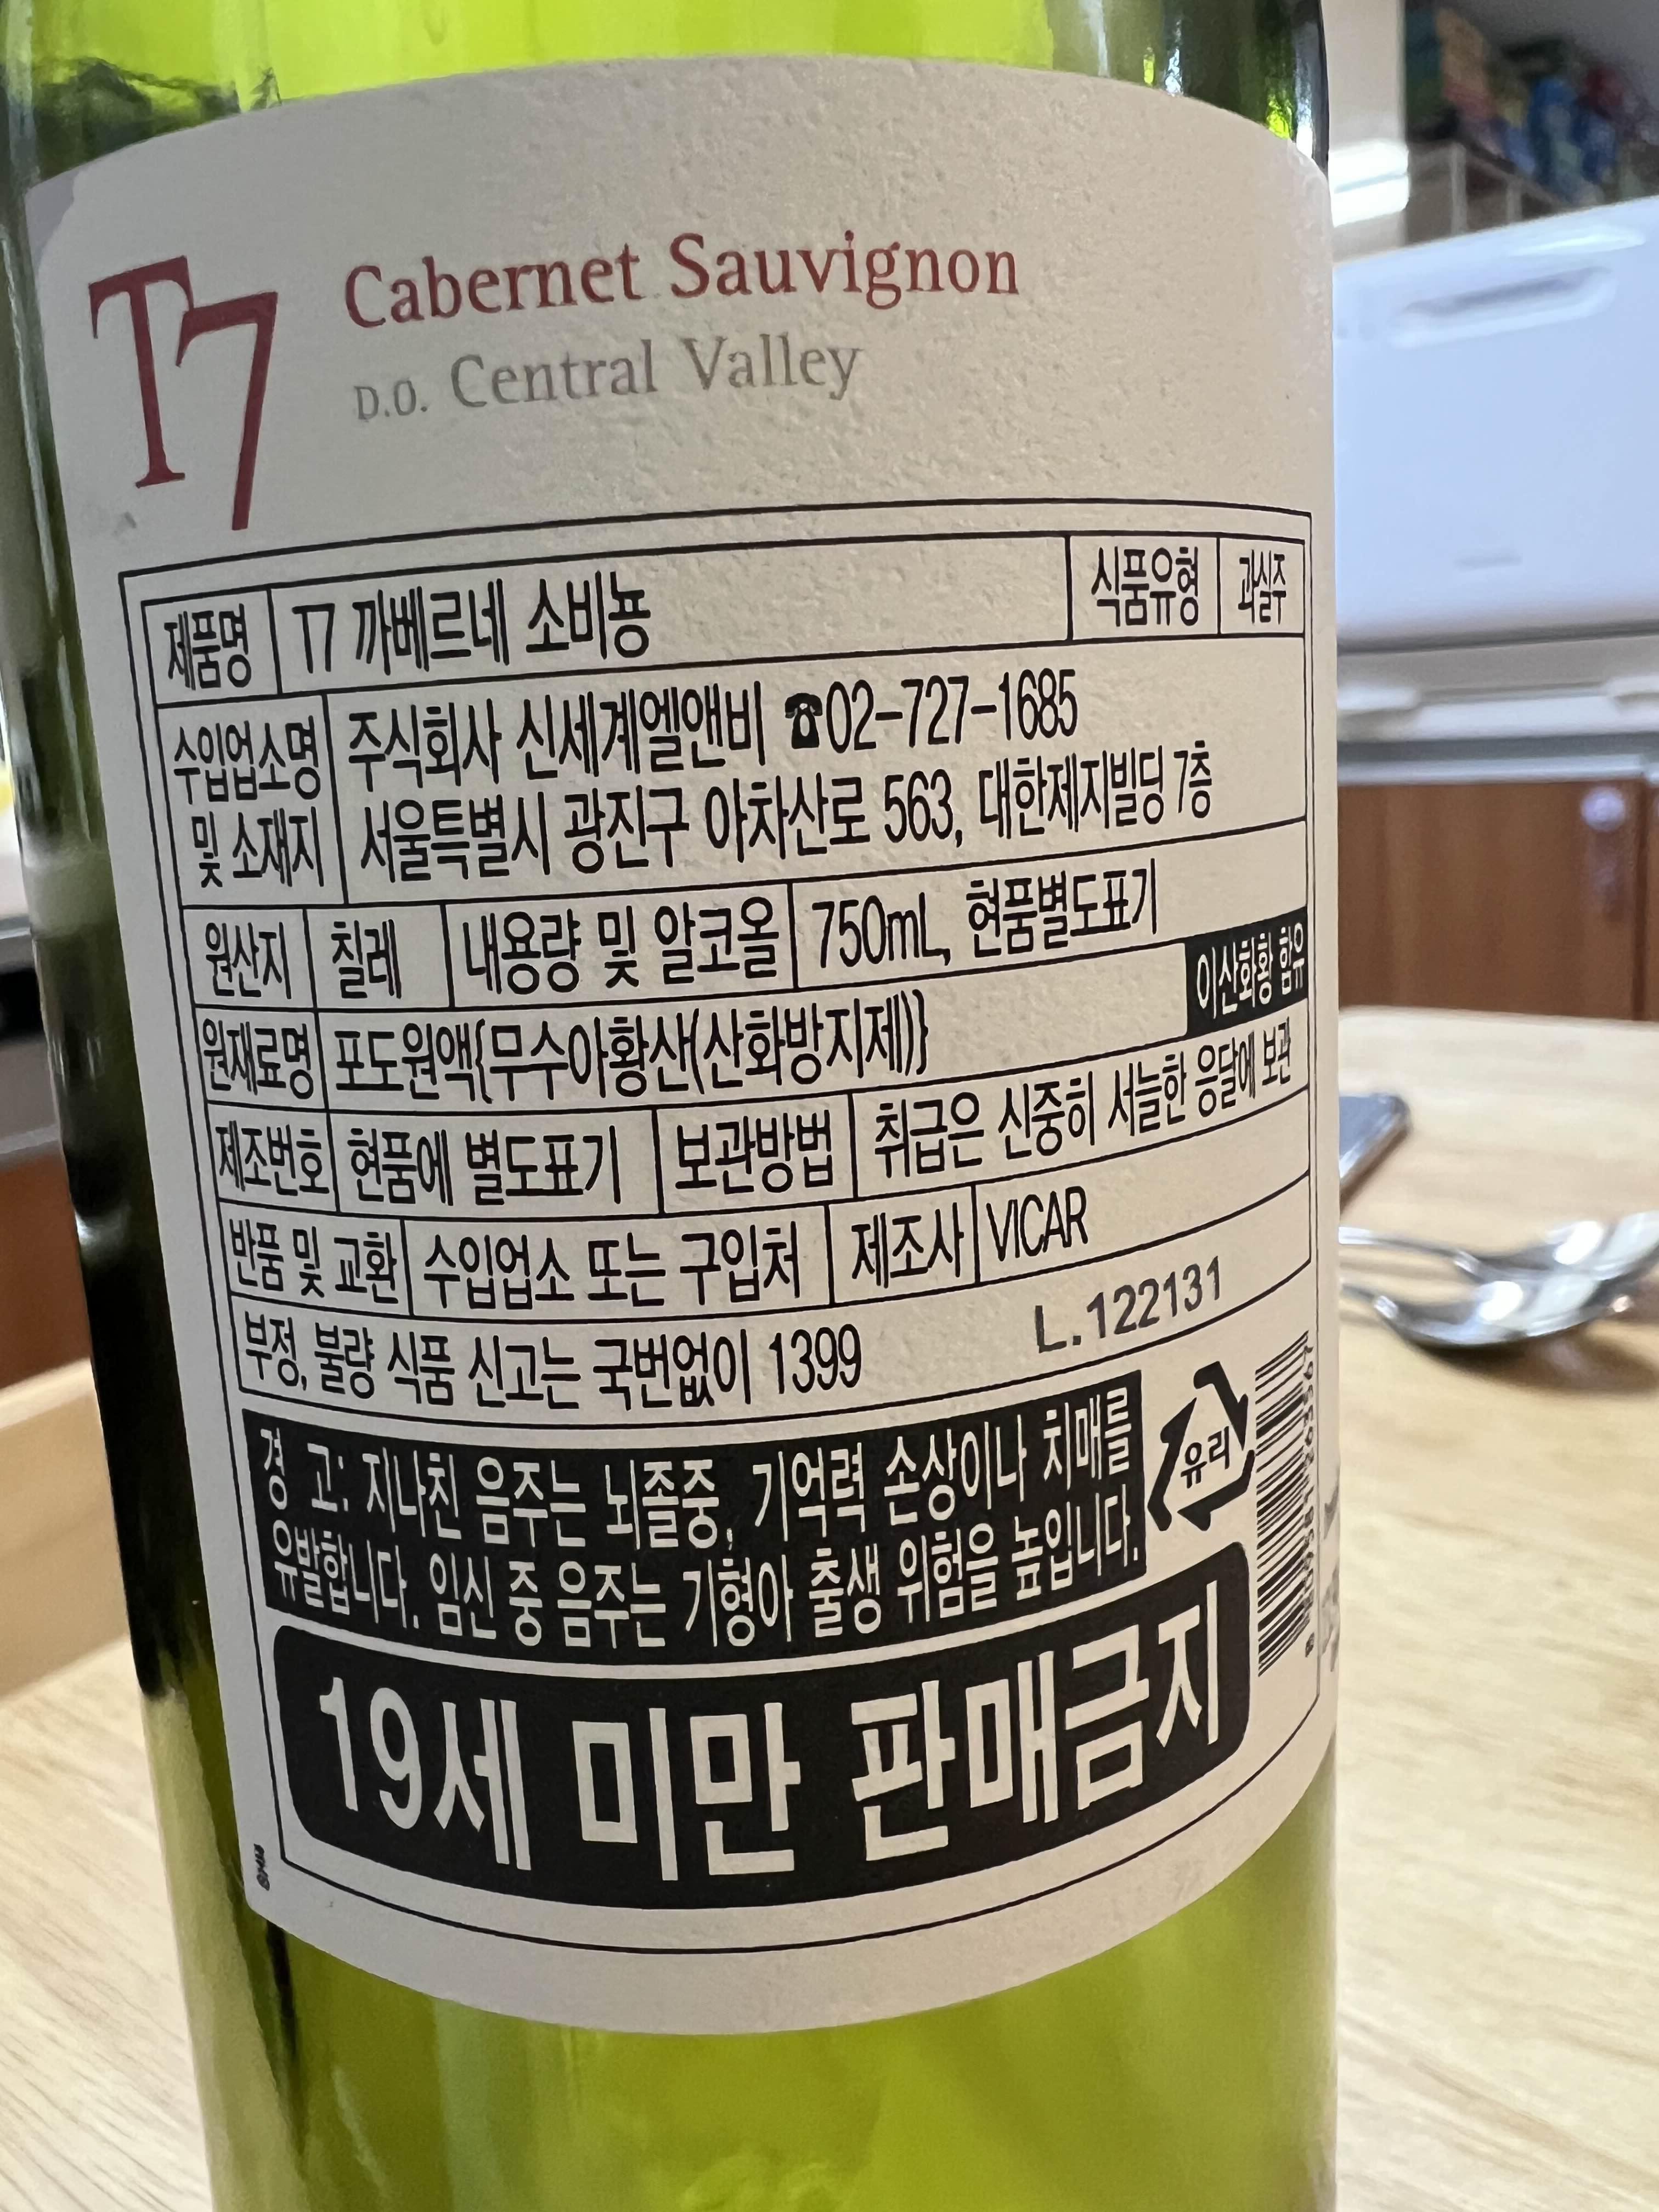 T7 Cabernet Sauvignon
D.O. Central Valley
제품명 T7 까베르네 소비뇽 식품유형 과실주
수입업소명 및 소재지 주식회사 신세계엘앤비 ☎02-727-1685
서울특별시 광진구 아차산로 563, 대한제지빌딩 7층
원산지 칠레 내용량 및 알코올 750mL, 현품별도표기
원재료명 포도원액{무수아황산(산화방지제)} 이산화황 함유
제조번호 현품에 별도표기 보관방법 취급은 신중히 서늘한 응달에 보관
반품 및 교환 수입업소 또는 구입처 제조사 VICAR
부정, 불량 식품 신고는 국번없이 1399
L.122131
경 고: 지나친 음주는 뇌졸중, 기억력 손상이나 치매를
유발합니다. 임신 중 음주는 기형아 출생 위험을 높입니다.
유리
19세 미만 판매금지